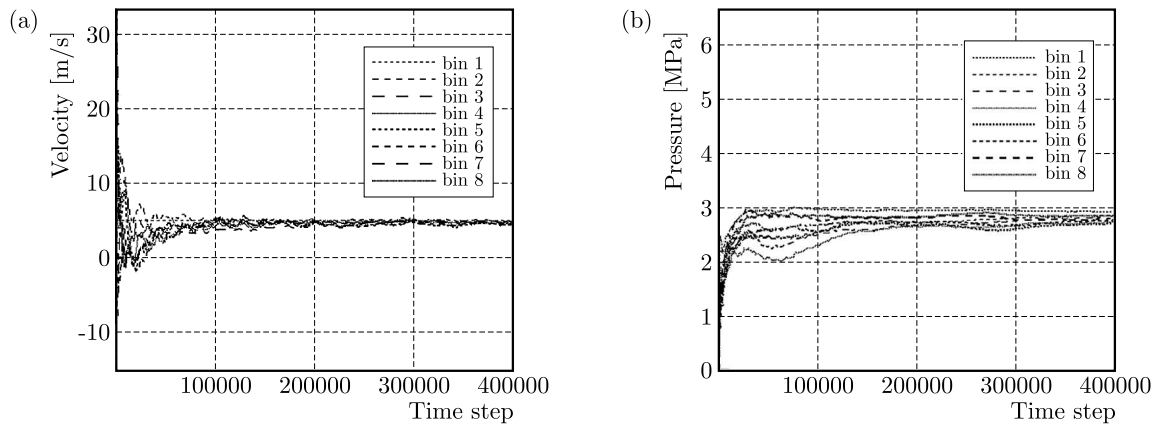 (a)
Velocity [m/s]
30
20
10
0
-10
bin 1
bin 2
bin 3
bin 4
bin 5
bin 6
bin 7
bin 8
100000 200000 300000 400000
Time step
(b)
Pressure [MPa]
6
5
4
3
2
1
0
bin 1
bin 2
bin 3
bin 4
bin 5
bin 6
bin 7
bin 8
100000 200000 300000 400000
Time step